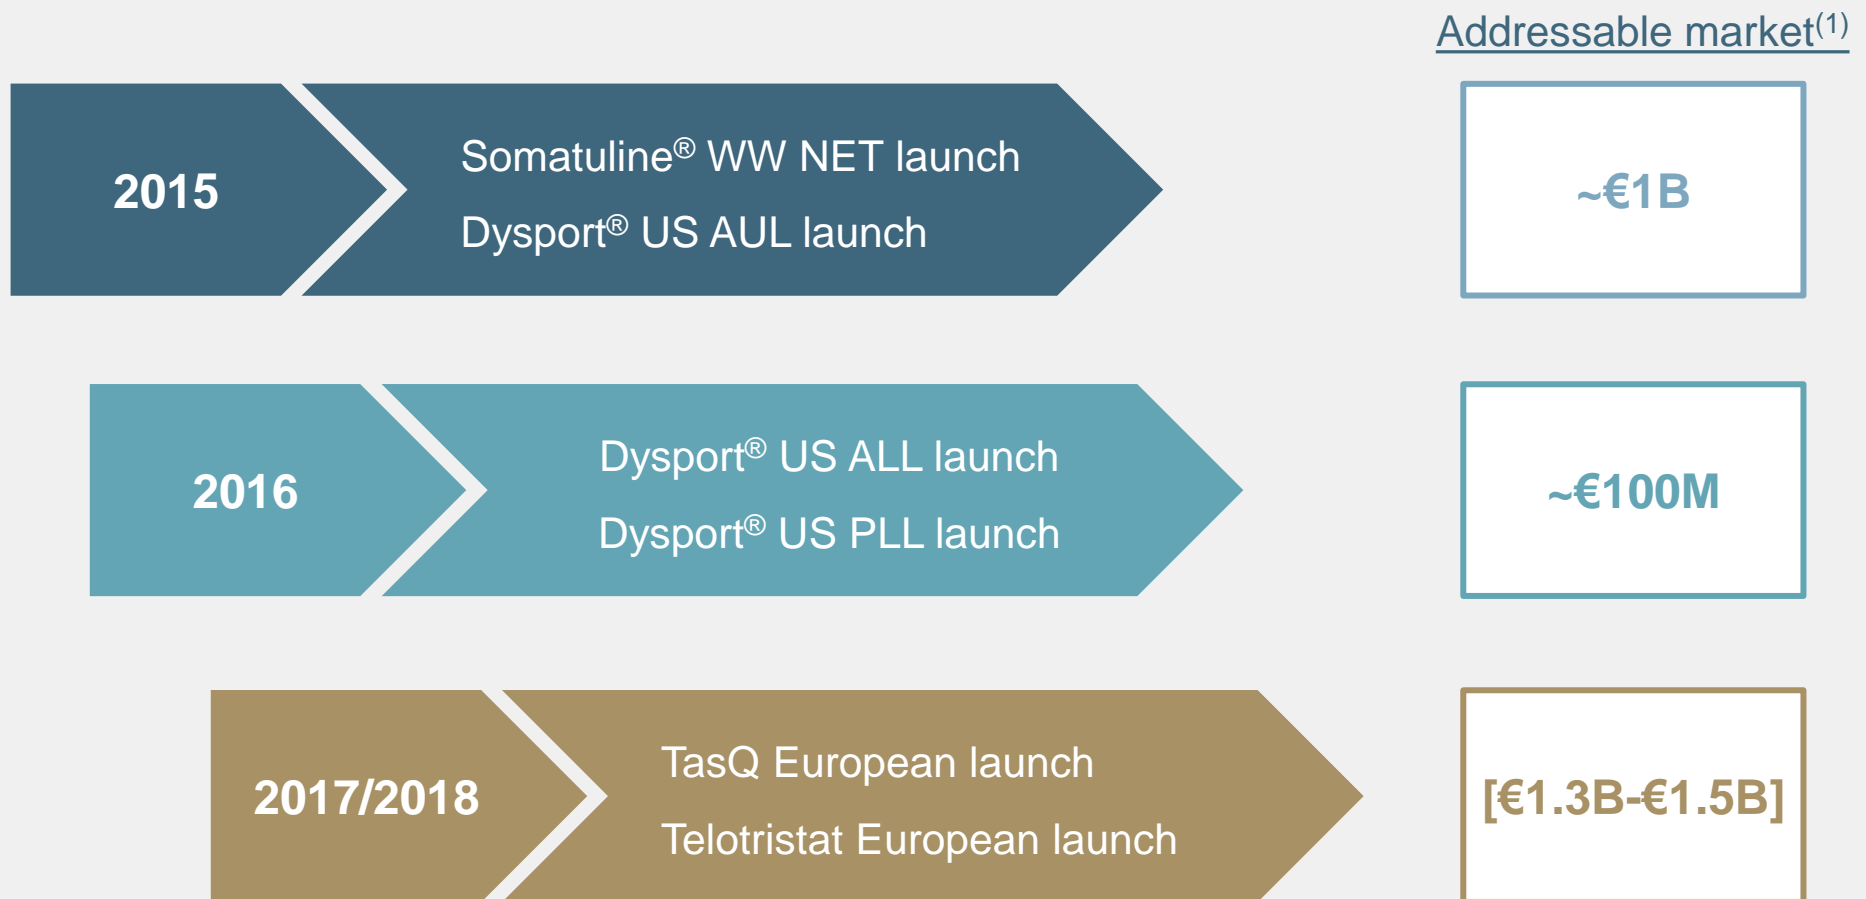 Addressable market(1)
2015
Somatuline® WW NET launch
Dysport® US AUL launch
~€1B
2016
Dysport® US ALL launch
Dysport® US PLL launch
~€100M
2017/2018
TasQ European launch
Telotristat European launch
[€1.3B-€1.5B]